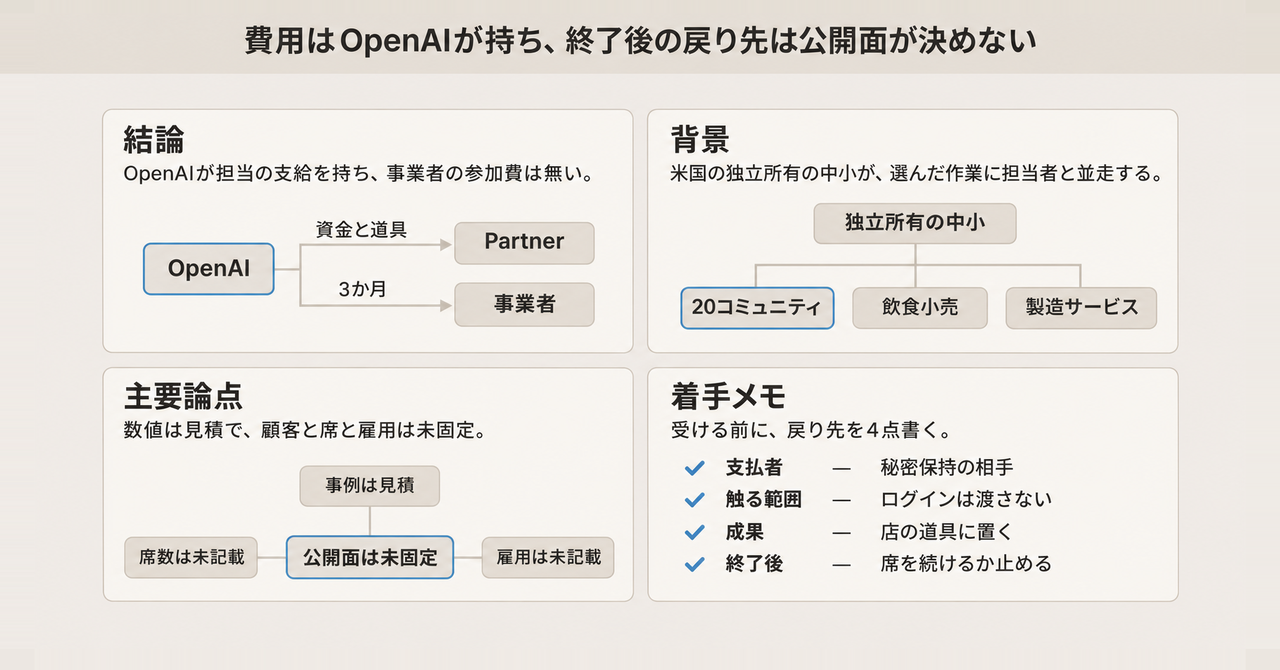 費用はOpenAIが持ち、終了後の戻り先は公開面が決めない
結論
OpenAIが担当の支給を持ち、事業者の参加費は無い。
OpenAI
資金と道具
Partner
3か月
事業者
背景
米国の独立所有の中小が、選んだ作業に担当者と並走する。
独立所有の中小
20コミュニティ
飲食小売
製造サービス
主要論点
数値は見積で、顧客と席と雇用は未固定。
事例は見積
席数は未記載
公開面は未固定
雇用は未記載
着手メモ
受ける前に、戻り先を4点書く。
支払者 — 秘密保持の相手
触る範囲 — ログインは渡さない
成果 — 店の道具に置く
終了後 — 席を続けるか止める